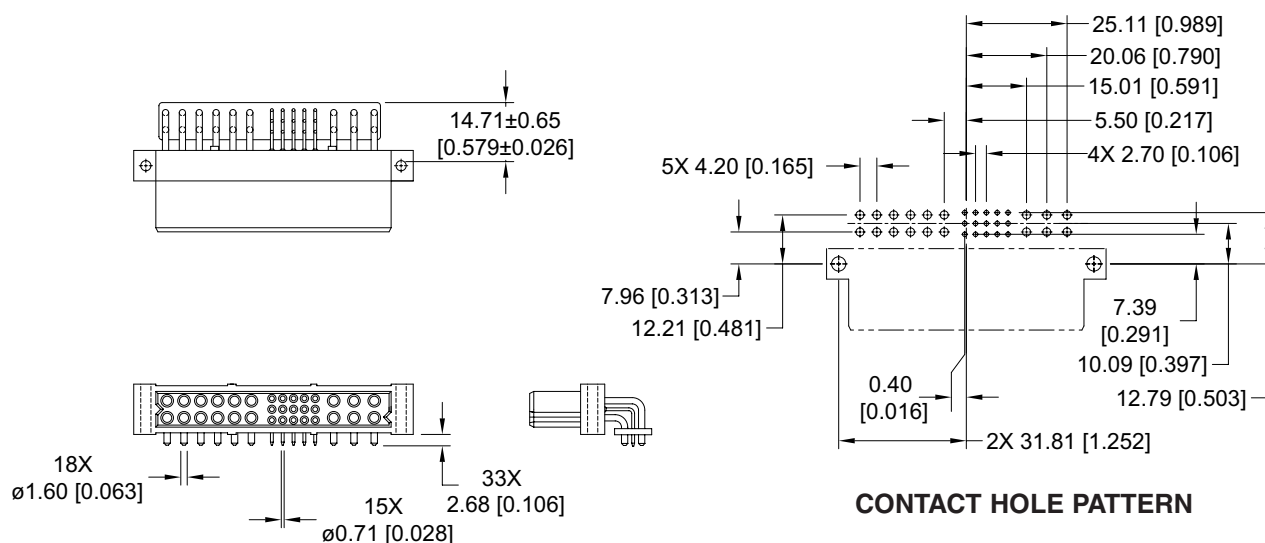 25.11 [0.989]
20.06 [0.790]
15.01 [0.591]
14.71±0.65
[0.579±0.026]
5.50 [0.217]
5X 4.20 [0.165]
4X 2.70 [0.106]
7.96 [0.313]
12.21 [0.481]
7.39
[0.291]
10.09 [0.397]
12.79 [0.503]
0.40
[0.016]
2X 31.81 [1.252]
18X
ø1.60 [0.063]
15X
ø0.71 [0.028]
33X
2.68 [0.106]
CONTACT HOLE PATTERN